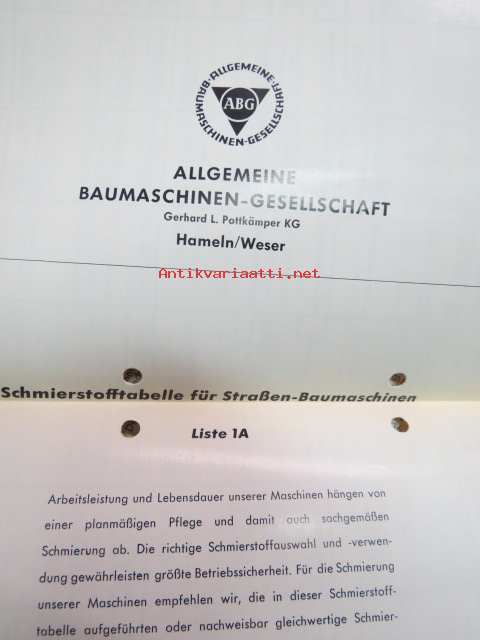 ALLGEMEINE-BAUMASCHINEN-GESELLSCHAFT
ABG
ALLGEMEINE
BAUMASCHINEN-GESELLSCHAFT
Gerhard L. Pottkämper KG
Hameln/Weser
Antikvariaatti.net
Schmierstofftabelle für Straßen-Baumaschinen
Liste 1A
Arbeitsleistung und Lebensdauer unserer Maschinen hängen von
einer planmäßigen Pflege und damit auch sachgemäßen
Schmierung ab. Die richtige Schmierstoffauswahl und -verwen-
dung gewährleisten größte Betriebssicherheit. Für die Schmierung
unserer Maschinen empfehlen wir, die in dieser Schmierstoff-
tabelle aufgeführten oder nachweisbar gleichwertige Schmier-